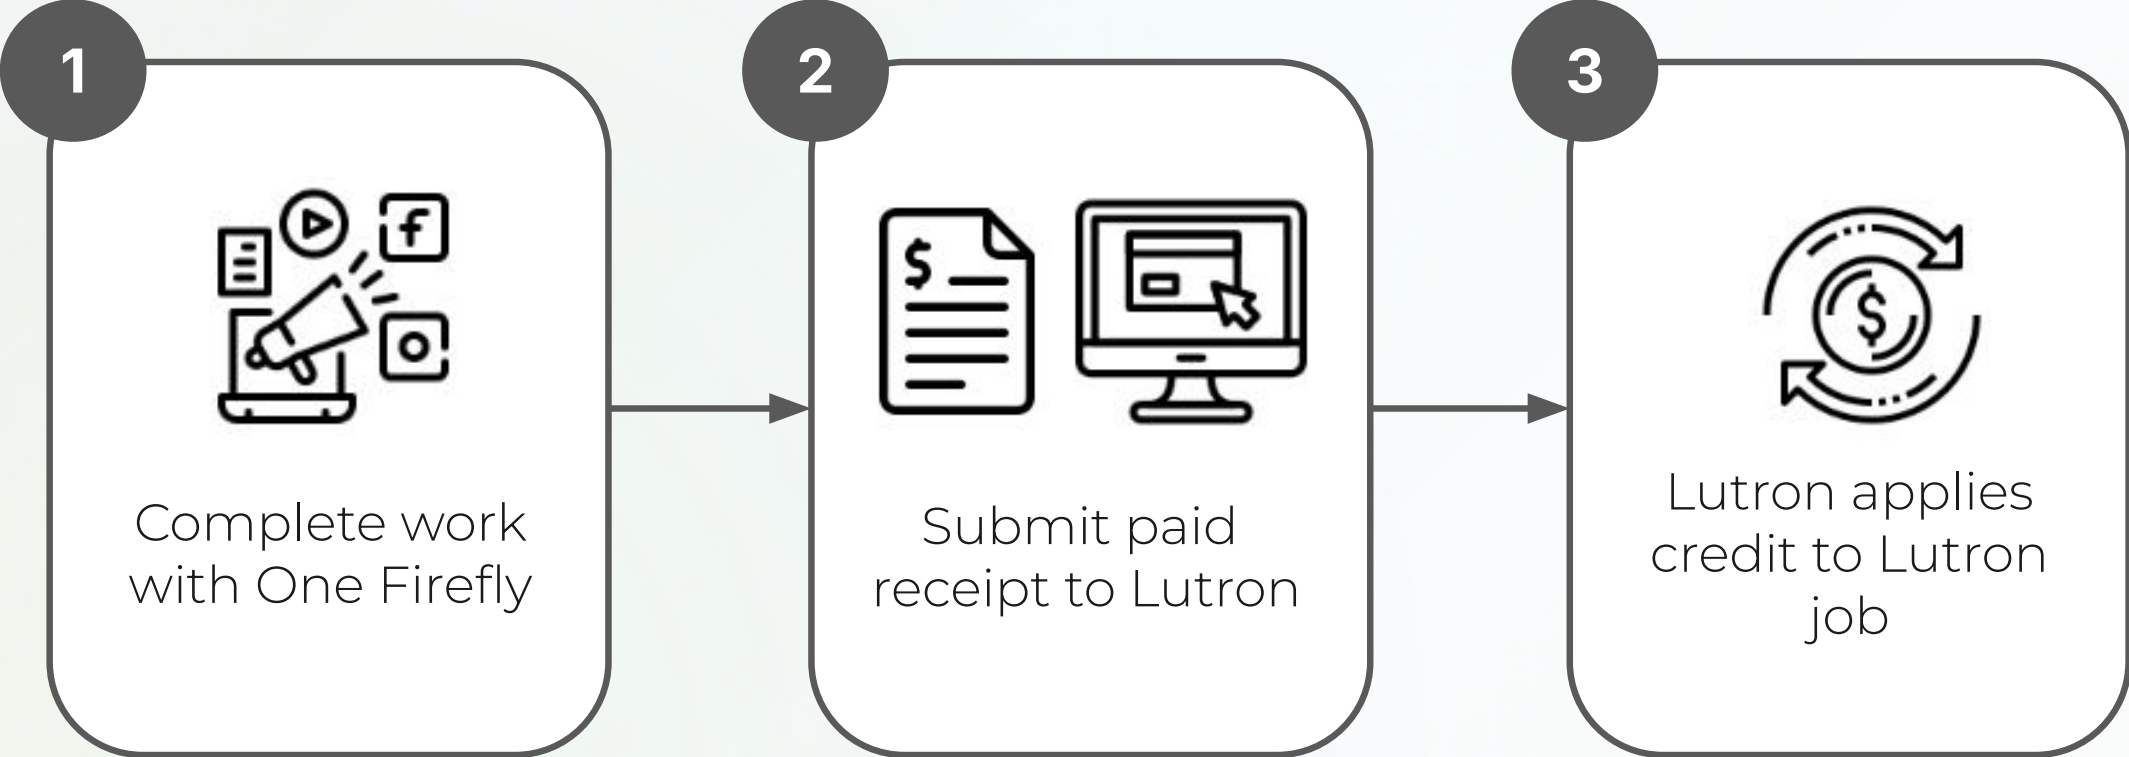 1
Complete work
with One Firefly
2
$
Submit paid
receipt to Lutron
3
$
Lutron applies
credit to Lutron
job